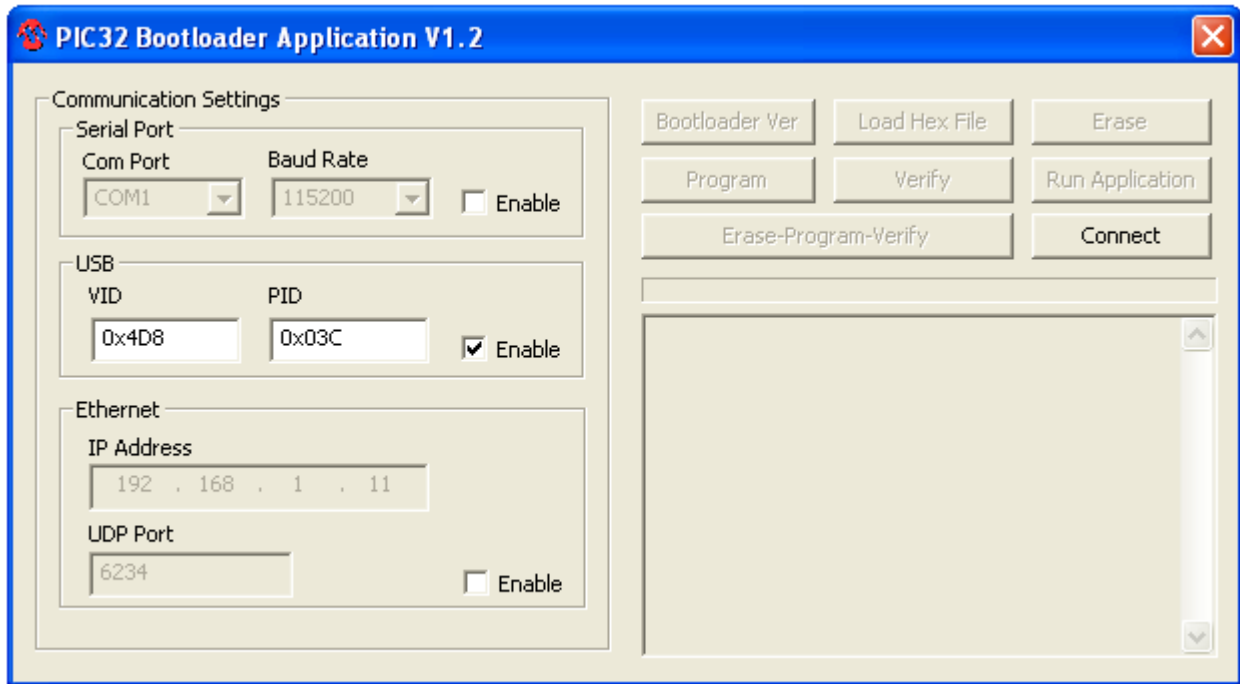 PIC32 Bootloader Application V1.2
Communication Settings
Serial Port
Com Port Baud Rate
COM1 115200 Enable
USB
VID PID
0x4D8 0x03C Enable
Ethernet
IP Address
192 . 168 . 1 . 11
UDP Port
6234 Enable
Bootloader Ver Load Hex File Erase
Program Verify Run Application
Erase-Program-Verify Connect